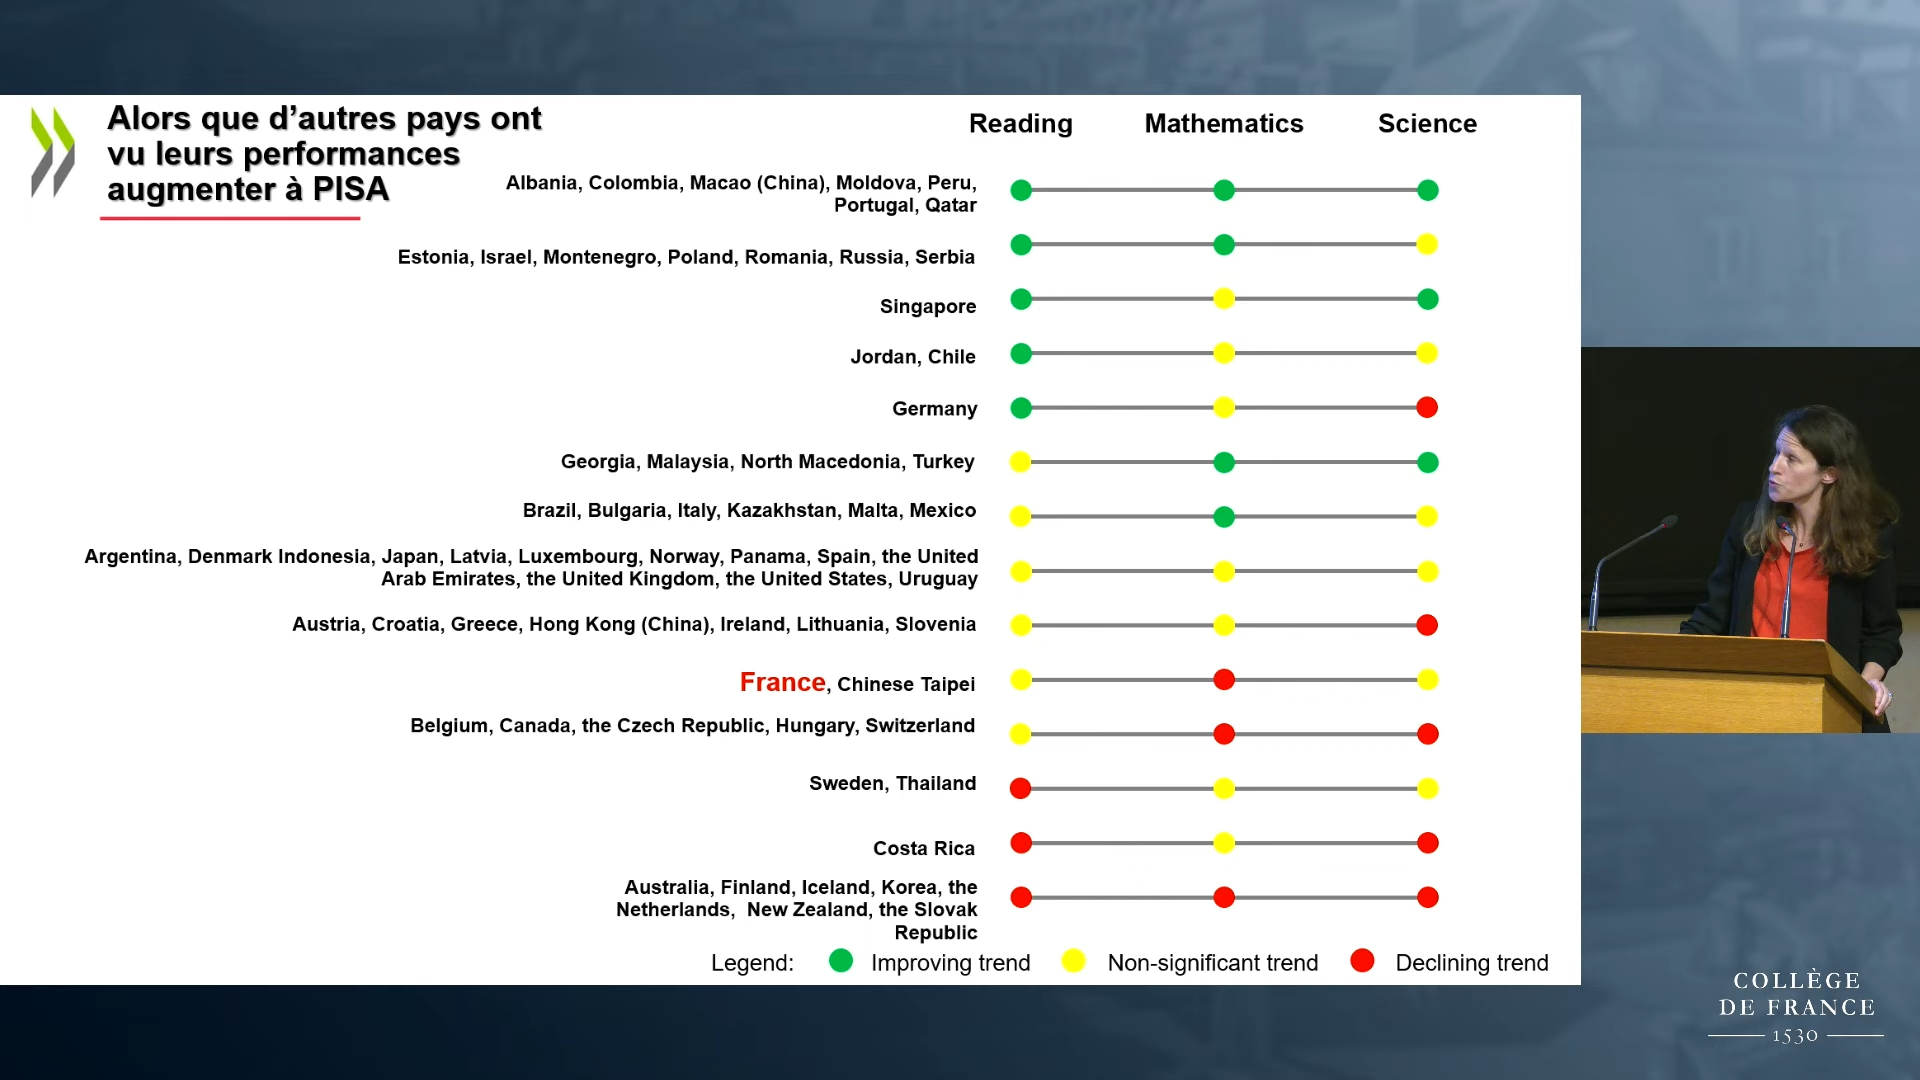 Alors que d’autres pays ont
vu leurs performances
augmenter à PISA
Reading Mathematics Science
Albania, Colombia, Macao (China), Moldova, Peru,
Portugal, Qatar
Estonia, Israel, Montenegro, Poland, Romania, Russia, Serbia
Singapore
Jordan, Chile
Germany
Georgia, Malaysia, North Macedonia, Turkey
Brazil, Bulgaria, Italy, Kazakhstan, Malta, Mexico
Argentina, Denmark Indonesia, Japan, Latvia, Luxembourg, Norway, Panama, Spain, the United
Arab Emirates, the United Kingdom, the United States, Uruguay
Austria, Croatia, Greece, Hong Kong (China), Ireland, Lithuania, Slovenia
France, Chinese Taipei
Belgium, Canada, the Czech Republic, Hungary, Switzerland
Sweden, Thailand
Costa Rica
Australia, Finland, Iceland, Korea, the
Netherlands, New Zealand, the Slovak
Republic
Legend: Improving trend Non-significant trend Declining trend
COLLÈGE
DE FRANCE
1530